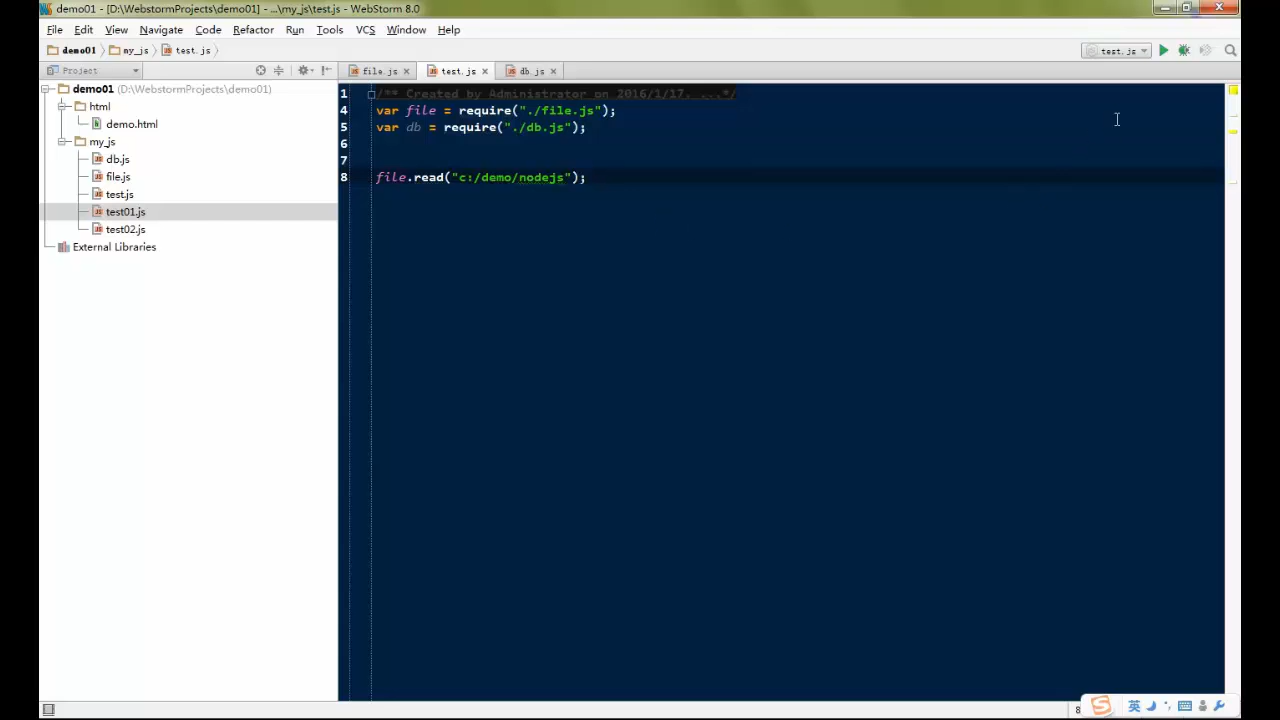 demo01 - [D:\WebstormProjects\demo01] - ...\my_js\test.js - WebStorm 8.0
File Edit View Navigate Code Refactor Run Tools VCS Window Help
demo01 my_js test.js test.js
Project file.js test.js db.js
demo01 (D:\WebstormProjects\demo01)
html
demo.html
my_js
db.js
file.js
test.js
test01.js
test02.js
External Libraries
1 /** Created by Administrator on 2016/1/17. ...*/
4 var file = require("./file.js");
5 var db = require("./db.js");
6
7
8 file.read("c:/demo/nodejs");
8
英